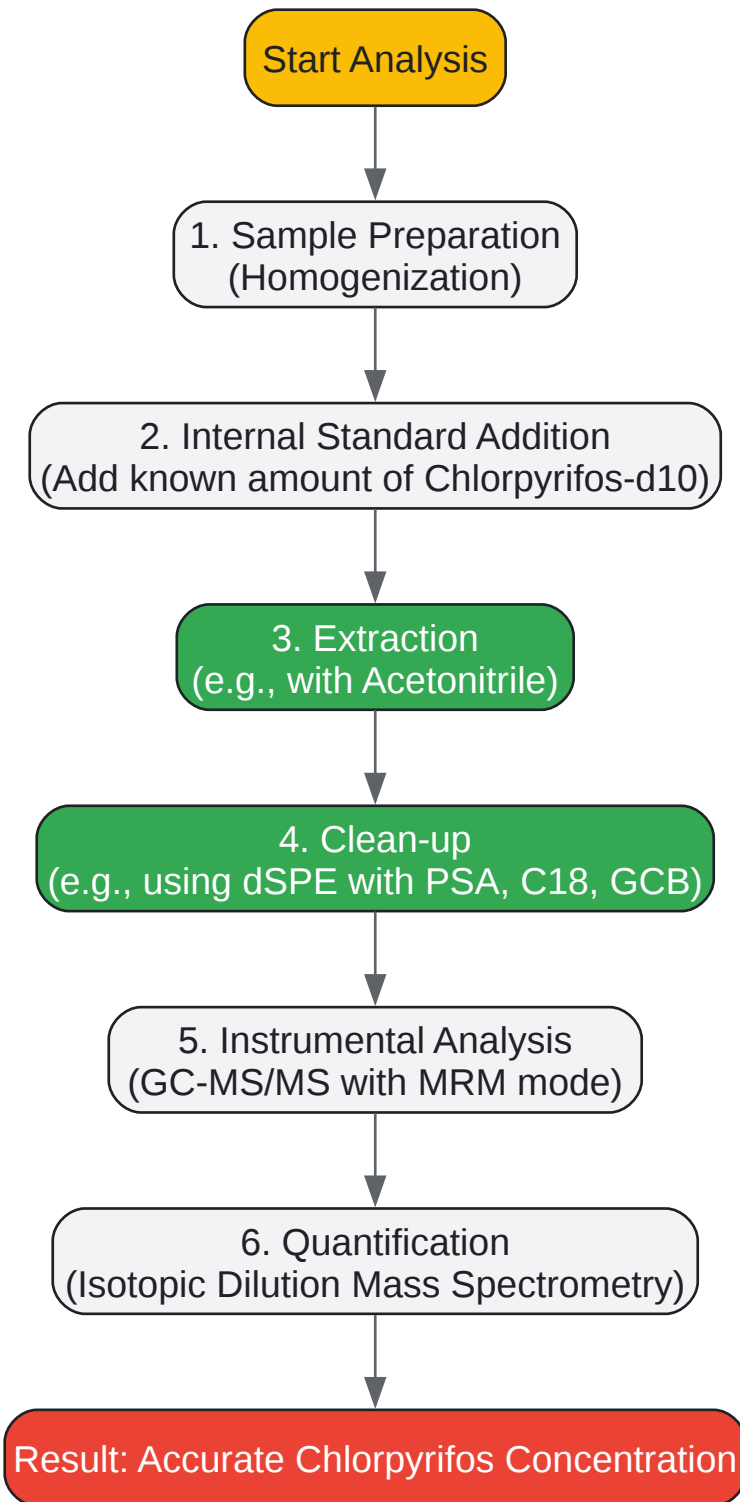 Start Analysis
1. Sample Preparation
(Homogenization)
2. Internal Standard Addition
(Add known amount of Chlorpyrifos-d10)
3. Extraction
(e.g., with Acetonitrile)
4. Clean-up
(e.g., using dSPE with PSA, C18, GCB)
5. Instrumental Analysis
(GC-MS/MS with MRM mode)
6. Quantification
(Isotopic Dilution Mass Spectrometry)
Result: Accurate Chlorpyrifos Concentration